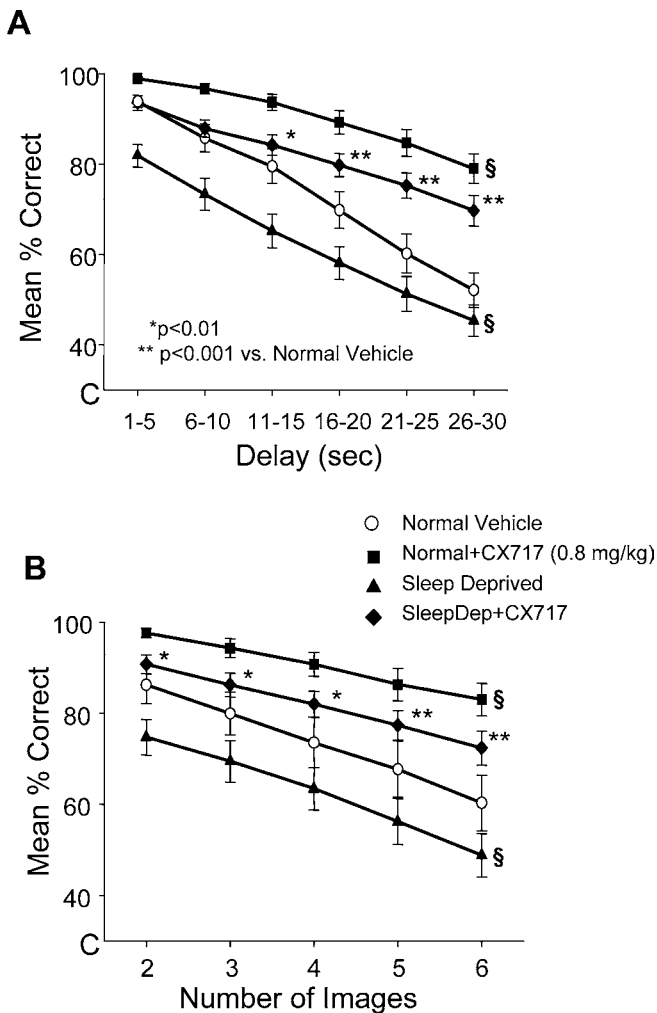 A
Mean % Correct
100
80
60
40
C
*
**
**
**
§
§
*p<0.01
** p<0.001 vs. Normal Vehicle
1-5 6-10 11-15 16-20 21-25 26-30
Delay (sec)
Normal Vehicle
Normal+CX717 (0.8 mg/kg)
Sleep Deprived
SleepDep+CX717
B
Mean % Correct
100
80
60
40
C
*
*
*
**
**
§
§
2 3 4 5 6
Number of Images